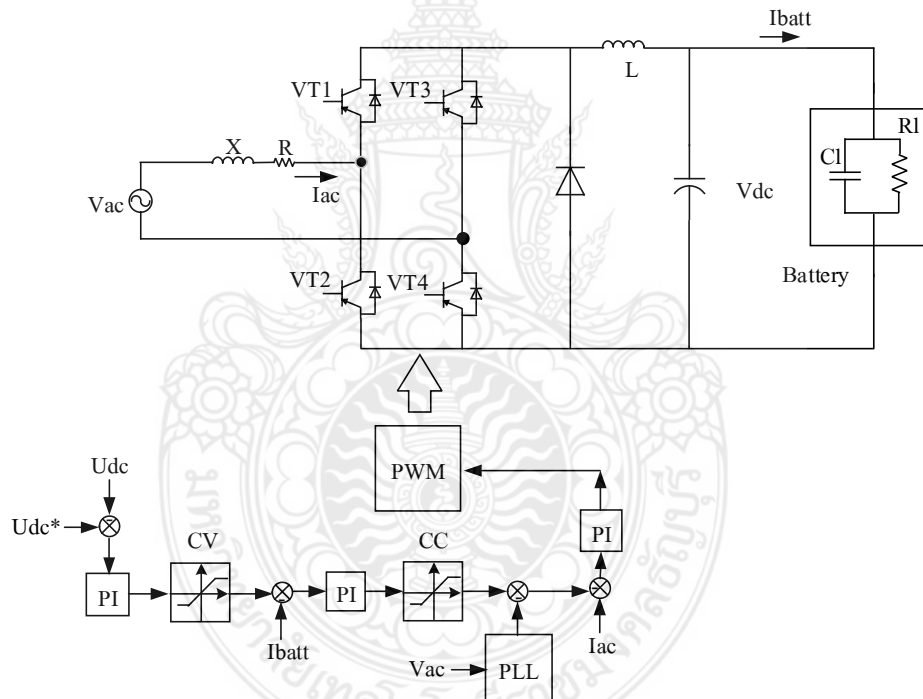 Ibatt
L
VT1
VT3
X
R
Iac
Vac
Vdc
Rl
Cl
Battery
VT2
VT4
PWM
Udc
Udc*
CV
CC
PI
PI
PI
Ibatt
Vac
PLL
Iac